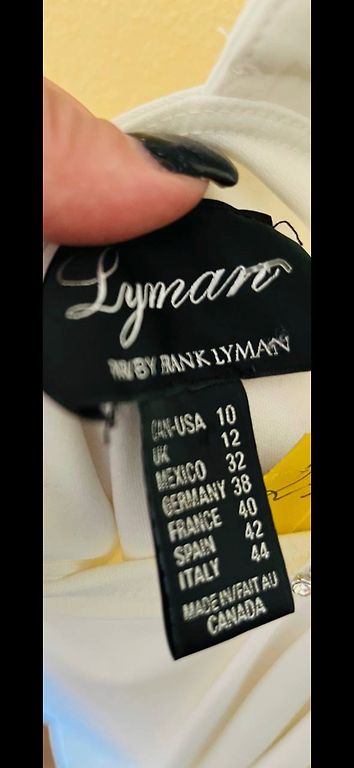 Lyman
BY FRANK LYMAN
CAN-USA 10
UK 12
MEXICO 32
GERMANY 38
FRANCE 40
SPAIN 42
ITALY 44
MADE IN/FAIT AU
CANADA